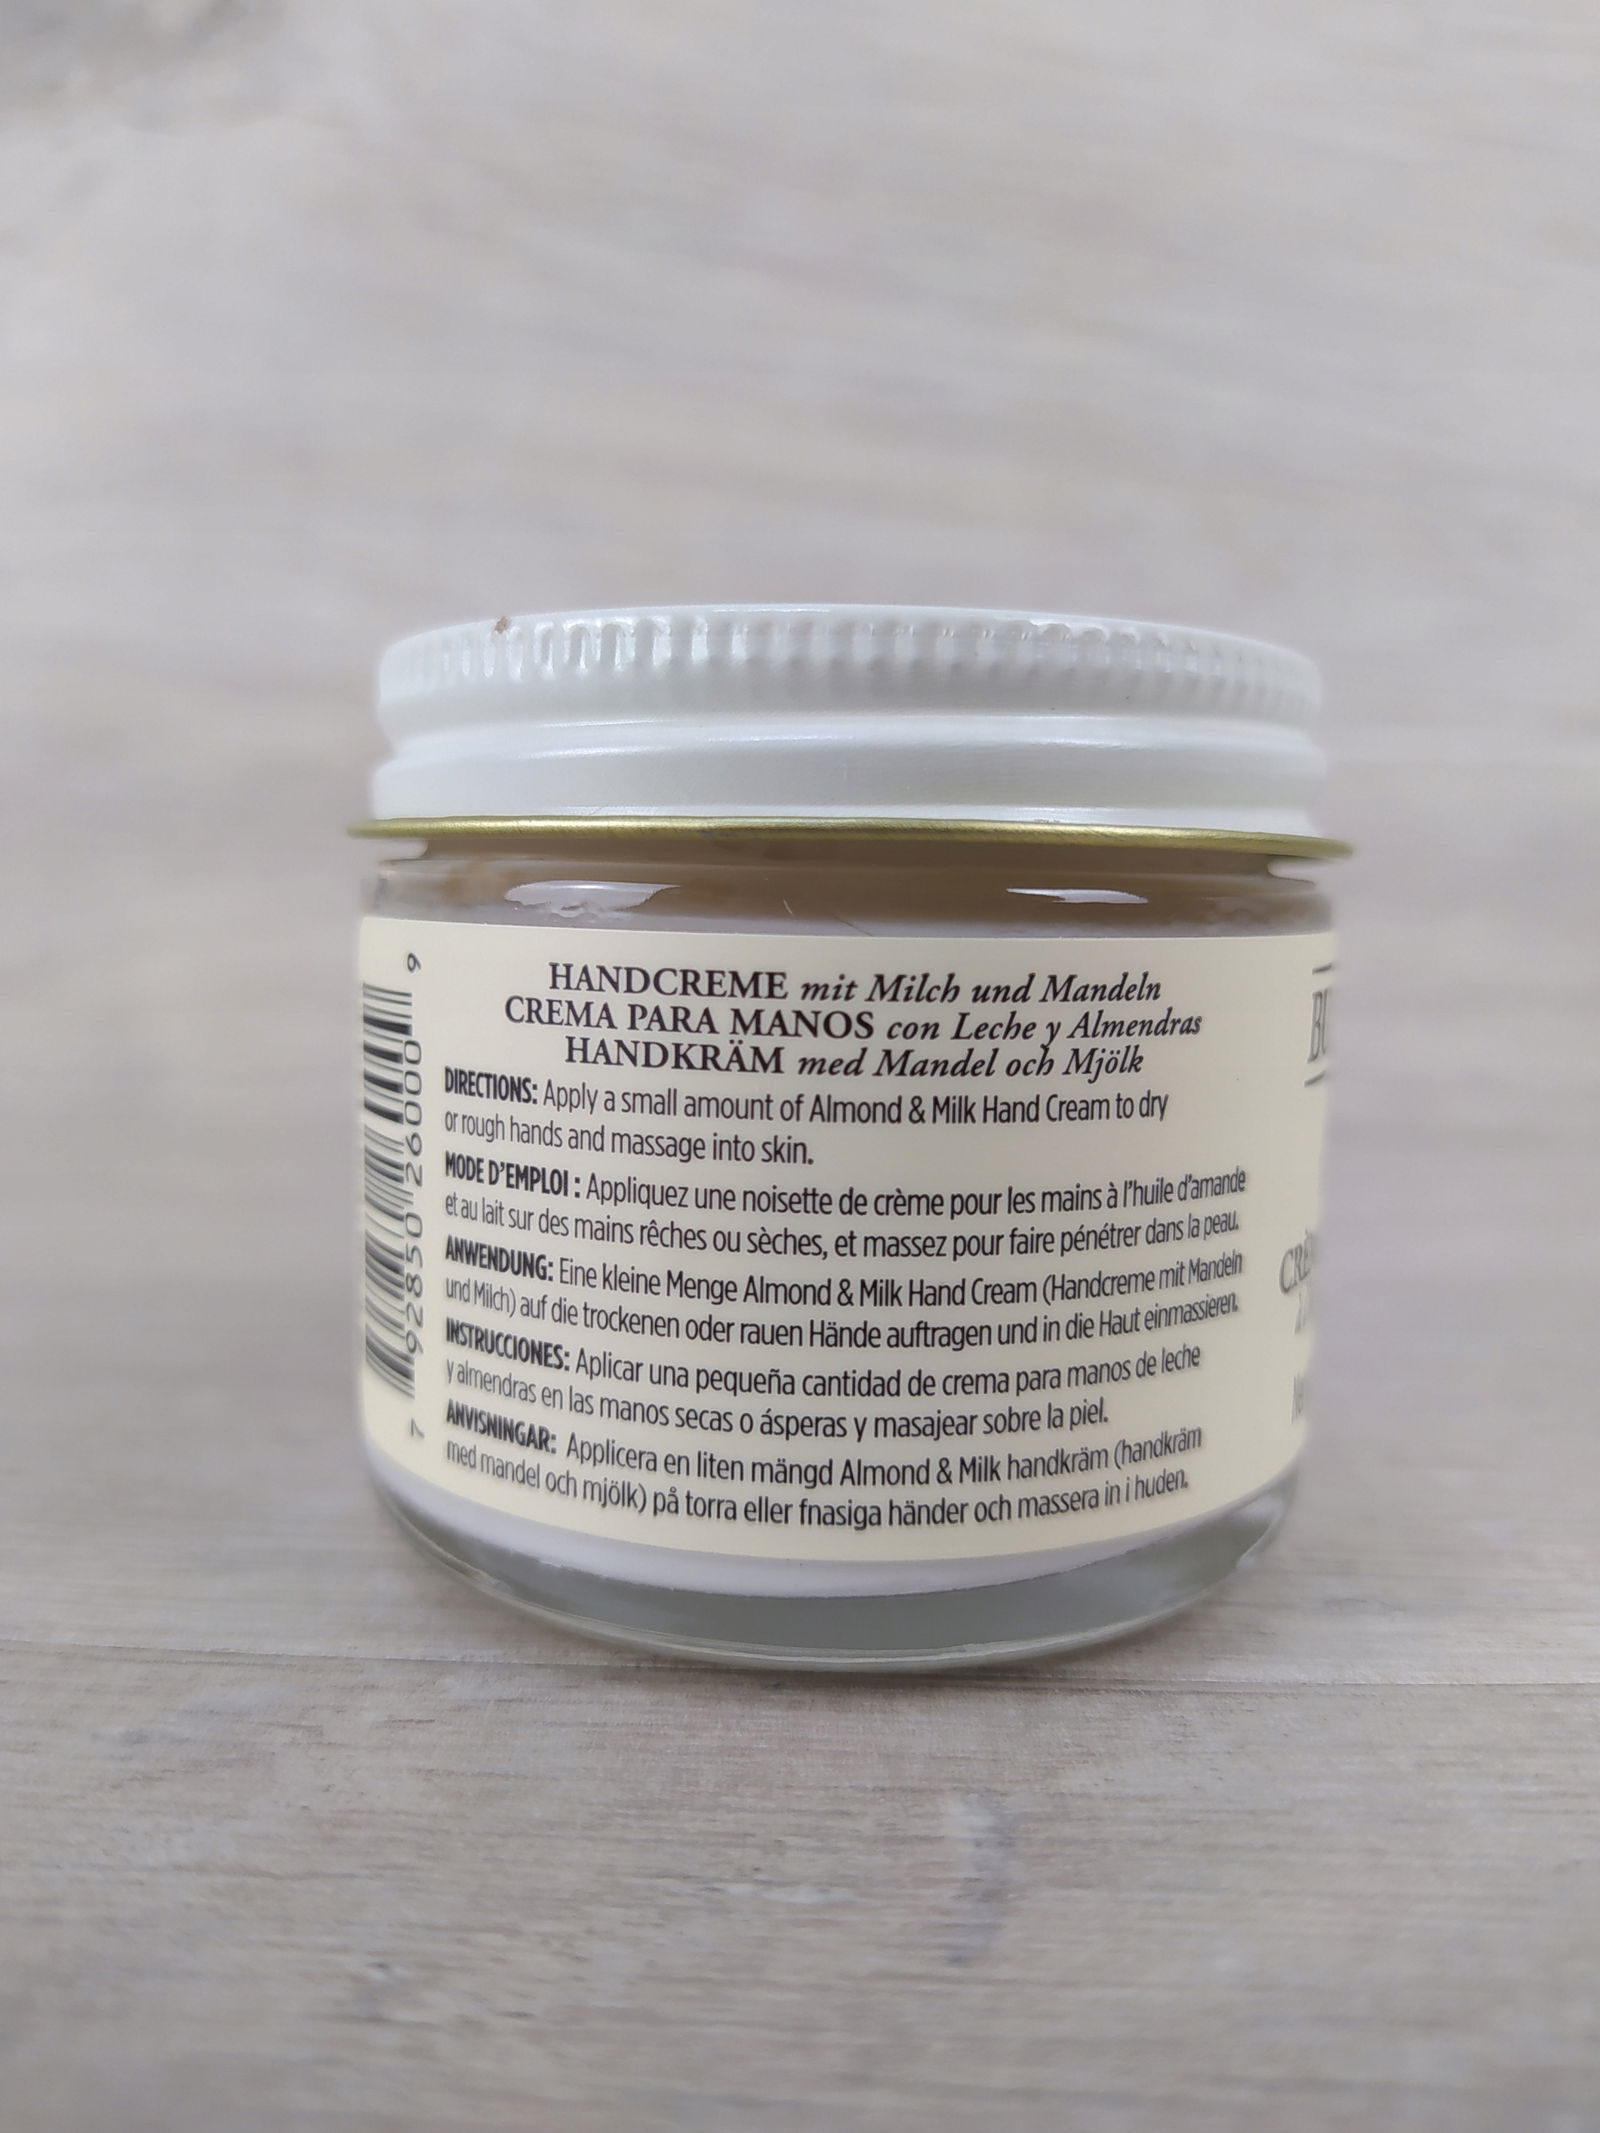 HANDCREME mit Milch und Mandeln
CREMA PARA MANOS con Leche y Almendras
HANDKRÄM med Mandel och Mjölk
DIRECTIONS: Apply a small amount of Almond & Milk Hand Cream to dry
or rough hands and massage into skin.
MODE D'EMPLOI : Appliquez une noisette de crème pour les mains à l'huile d'amande
et au lait sur des mains rêches ou sèches, et massez pour faire pénétrer dans la peau.
ANWENDUNG: Eine kleine Menge Almond & Milk Hand Cream (Handcreme mit Mandeln
und Milch) auf die trockenen oder rauen Hände auftragen und in die Haut einmassieren.
INSTRUCCIONES: Aplicar una pequeña cantidad de crema para manos de leche
y almendras en las manos secas o ásperas y masajear sobre la piel.
ANVISNINGAR: Applicera en liten mängd Almond & Milk handkräm (handkräm
med mandel och mjölk) på torra eller fnasiga händer och massera in i huden.
7 92850 26000 9